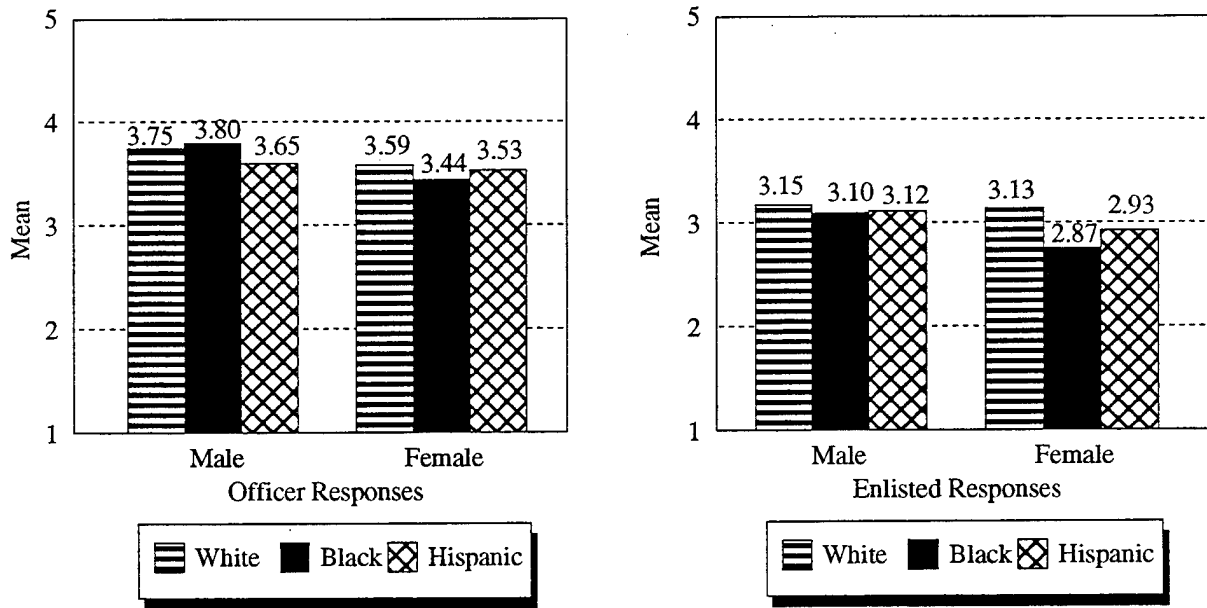 5
4
3
2
1
Mean
3.75 3.80 3.65 3.59 3.44 3.53
Male Female
Officer Responses
White Black Hispanic
5
4
3
2
1
Mean
3.15 3.10 3.12 3.13 2.87 2.93
Male Female
Enlisted Responses
White Black Hispanic